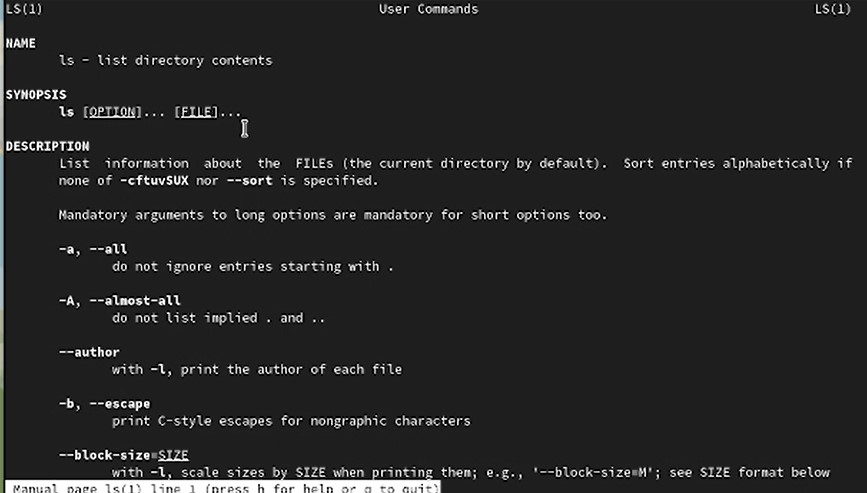 LS(1) User Commands LS(1)
NAME
ls - list directory contents
SYNOPSIS
ls [OPTION]... [FILE]...
DESCRIPTION
List information about the FILEs (the current directory by default). Sort entries alphabetically if
none of -cftuvSUX nor --sort is specified.
Mandatory arguments to long options are mandatory for short options too.
-a, --all
do not ignore entries starting with .
-A, --almost-all
do not list implied . and ..
--author
with -l, print the author of each file
-b, --escape
print C-style escapes for nongraphic characters
--block-size=SIZE
with -l, scale sizes by SIZE when printing them; e.g., '--block-size=M'; see SIZE format below
Manual page ls(1) line 1 (press h for help or q to quit)